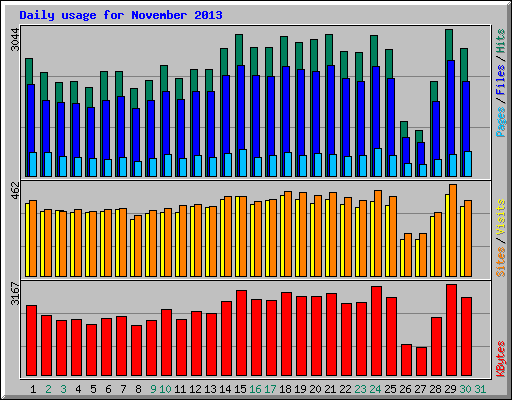 Daily usage for November 2013
3044
Pages / Files / Hits
462
Sites / Visits
3167
KBytes
1 2 3 4 5 6 7 8 9 10 11 12 13 14 15 16 17 18 19 20 21 22 23 24 25 26 27 28 29 30 31